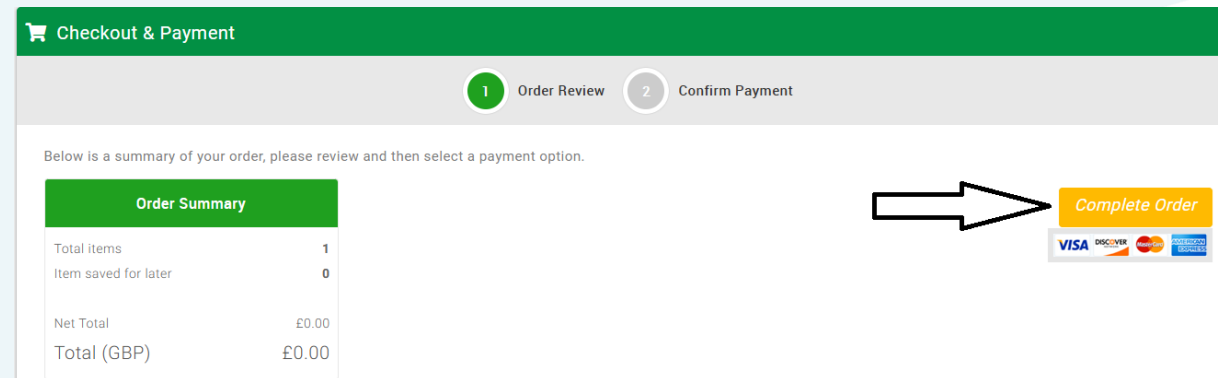 Checkout & Payment
1 Order Review 2 Confirm Payment
Below is a summary of your order, please review and then select a payment option.
Order Summary
Complete Order
VISA DISCOVER MasterCard AMERICAN EXPRESS
Total items 1
Item saved for later 0
Net Total £0.00
Total (GBP) £0.00